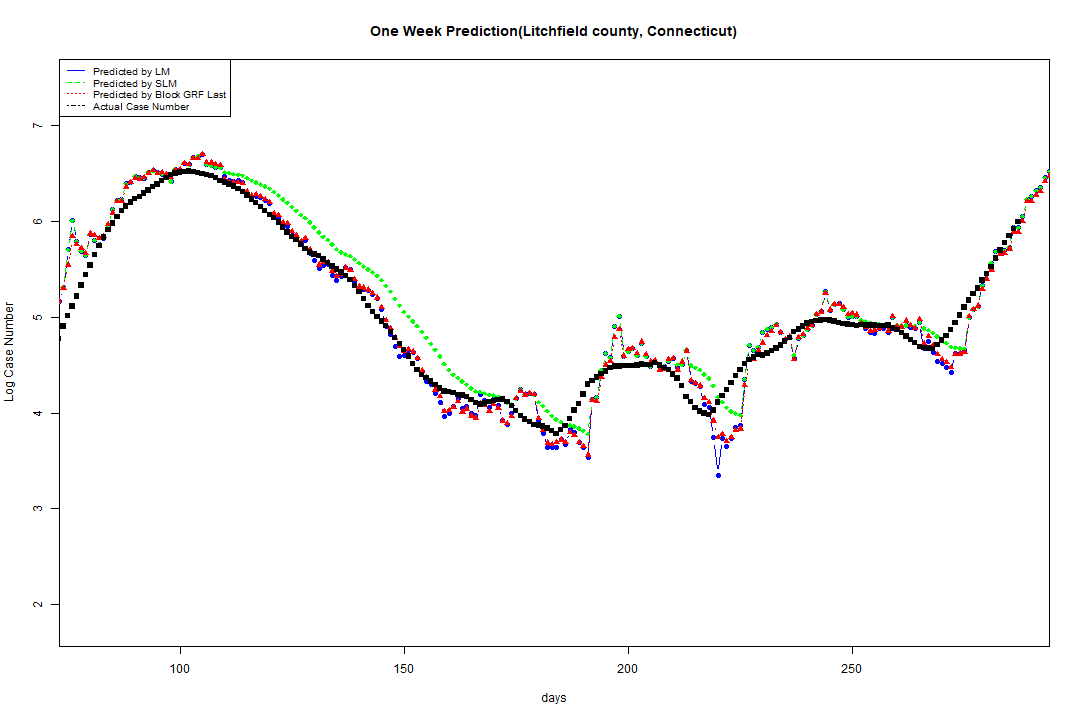 One Week Prediction(Litchfield county, Connecticut)
Predicted by LM
Predicted by SLM
Predicted by Block GRF Last
Actual Case Number
7
6
5
4
3
2
Log Case Number
100 150 200 250
days